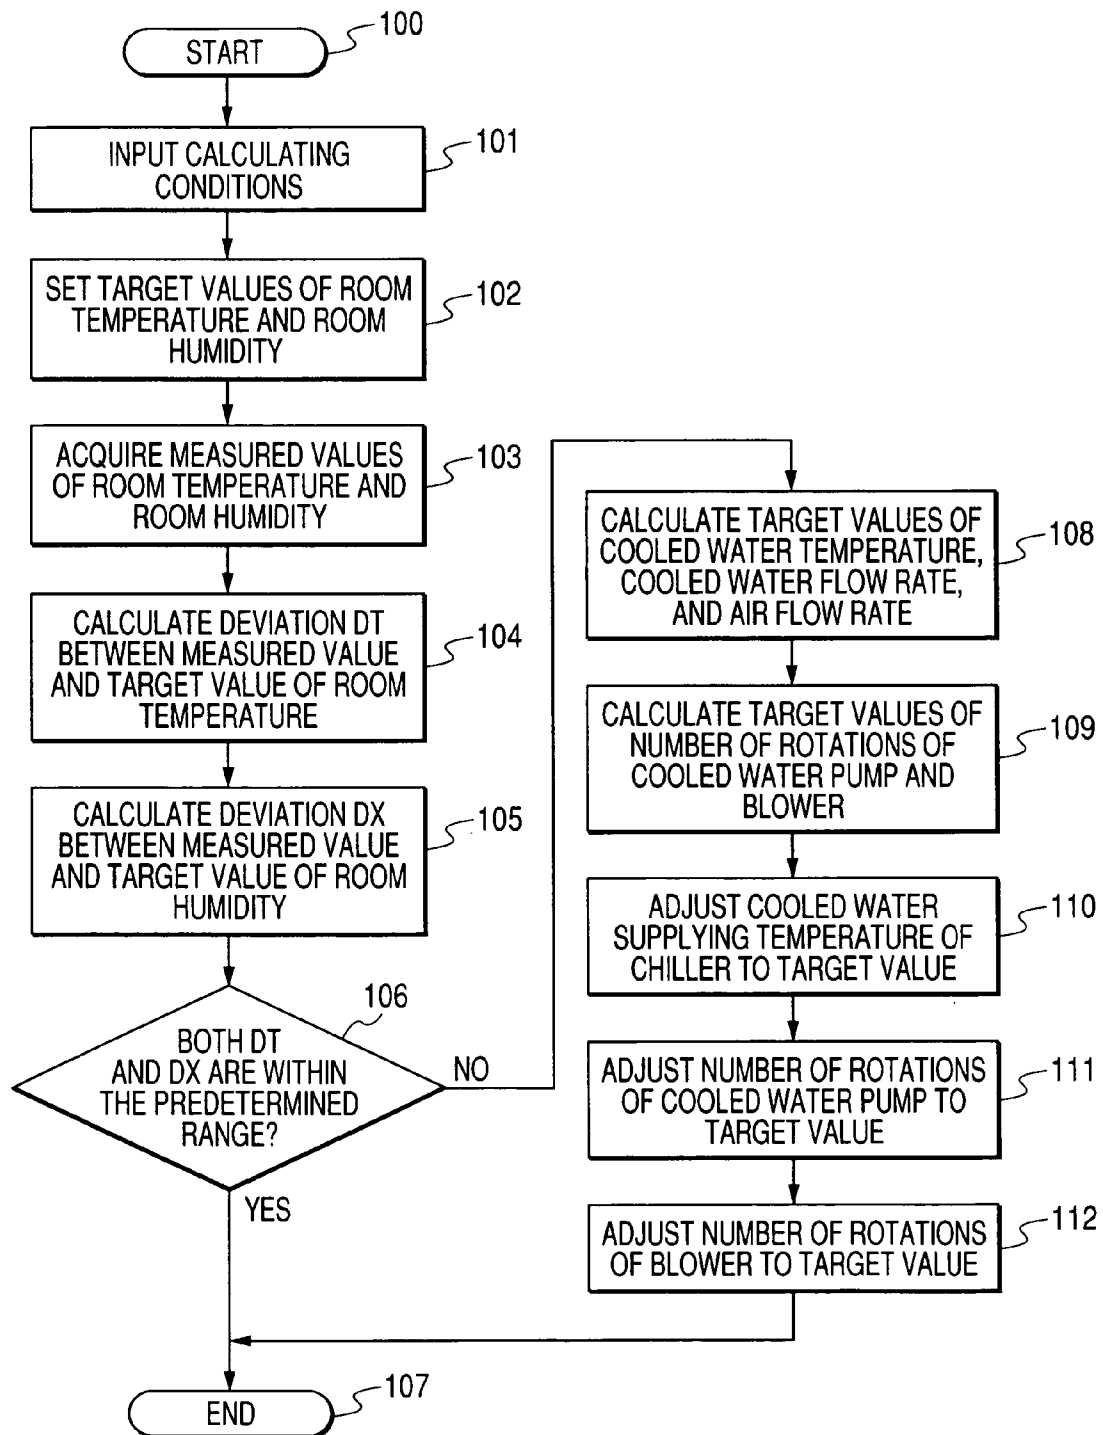 START
100
INPUT CALCULATING
CONDITIONS
101
SET TARGET VALUES OF ROOM
TEMPERATURE AND ROOM
HUMIDITY
102
ACQUIRE MEASURED VALUES
OF ROOM TEMPERATURE AND
ROOM HUMIDITY
103
CALCULATE DEVIATION DT
BETWEEN MEASURED VALUE
AND TARGET VALUE OF ROOM
TEMPERATURE
104
CALCULATE DEVIATION DX
BETWEEN MEASURED VALUE
AND TARGET VALUE OF ROOM
HUMIDITY
105
BOTH DT
AND DX ARE WITHIN
THE PREDETERMINED
RANGE?
106
NO
YES
END
107
CALCULATE TARGET VALUES OF
COOLED WATER TEMPERATURE,
COOLED WATER FLOW RATE,
AND AIR FLOW RATE
108
CALCULATE TARGET VALUES OF
NUMBER OF ROTATIONS OF
COOLED WATER PUMP AND
BLOWER
109
ADJUST COOLED WATER
SUPPLYING TEMPERATURE OF
CHILLER TO TARGET VALUE
110
ADJUST NUMBER OF ROTATIONS
OF COOLED WATER PUMP TO
TARGET VALUE
111
ADJUST NUMBER OF ROTATIONS
OF BLOWER TO TARGET VALUE
112